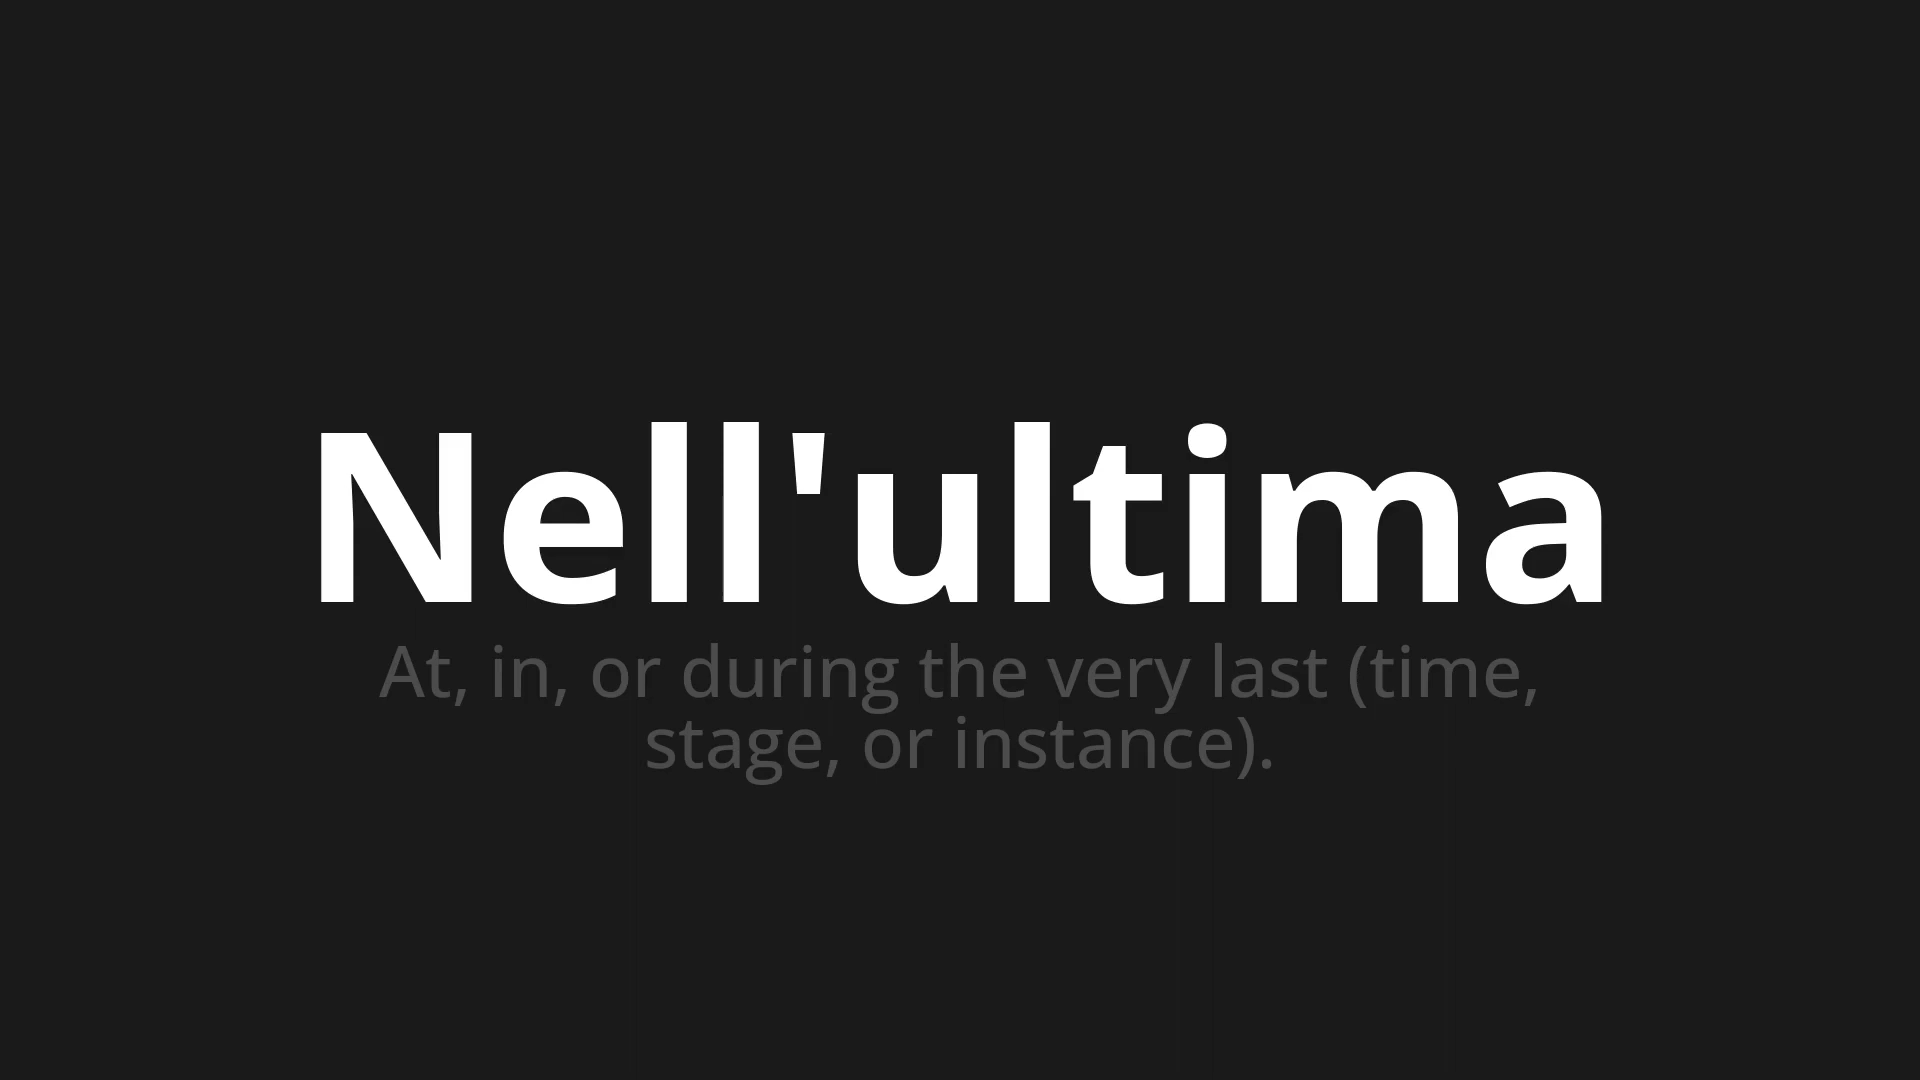 Nell'ultima
At, in, or during the very last (time,
stage, or instance).